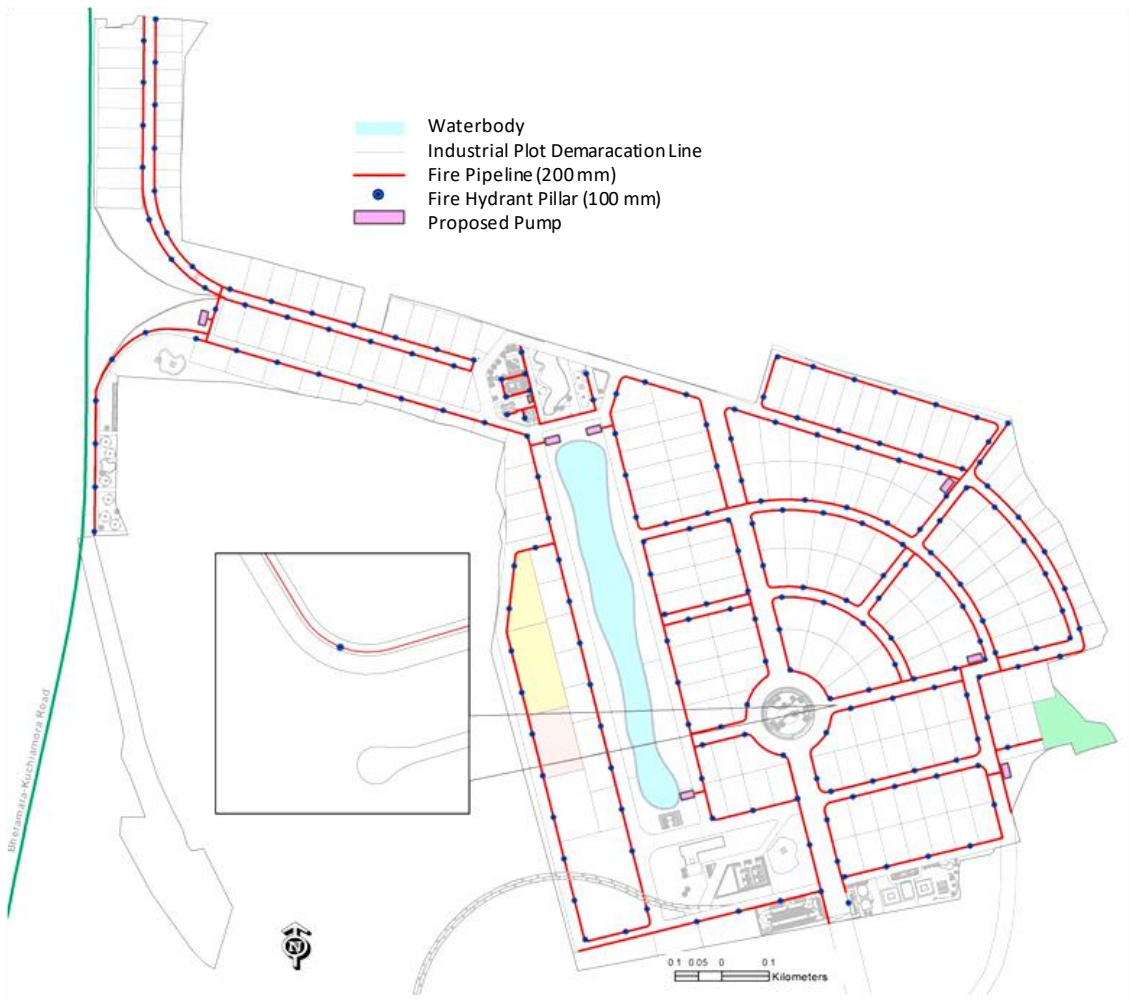 Waterbody
Industrial Plot Demaracation Line
Fire Pipeline (200 mm)
Fire Hydrant Pillar (100 mm)
Proposed Pump
Bheramara-Kuchiamora Road
N
0.1 0.05 0 0.1
Kilometers